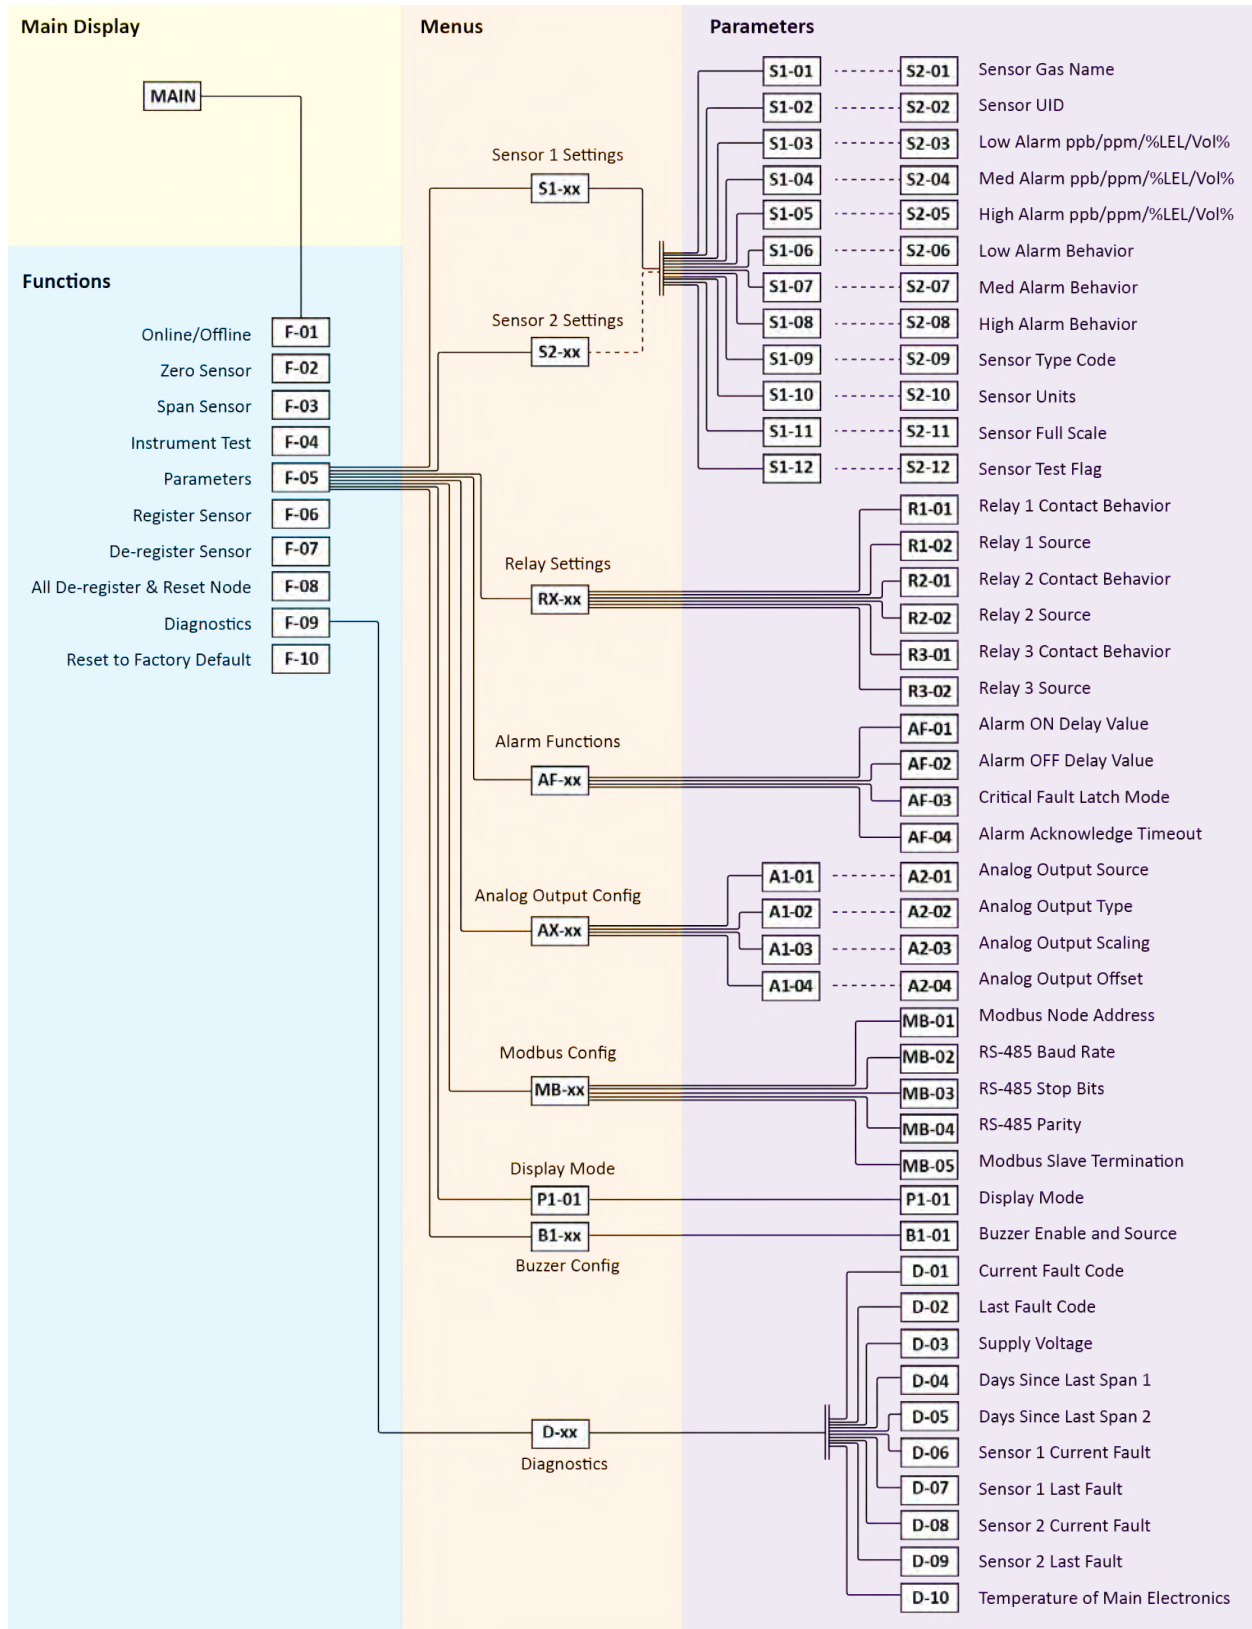 Main Display
MAIN
Functions
Online/Offline F-01
Zero Sensor F-02
Span Sensor F-03
Instrument Test F-04
Parameters F-05
Register Sensor F-06
De-register Sensor F-07
All De-register & Reset Node F-08
Diagnostics F-09
Reset to Factory Default F-10
Menus
Sensor 1 Settings
S1-xx
Sensor 2 Settings
S2-xx
Relay Settings
RX-xx
Alarm Functions
AF-xx
Analog Output Config
AX-xx
Modbus Config
MB-xx
Display Mode
P1-01
B1-xx
Buzzer Config
D-xx
Diagnostics
Parameters
S1-01 S2-01 Sensor Gas Name
S1-02 S2-02 Sensor UID
S1-03 S2-03 Low Alarm ppb/ppm/%LEL/Vol%
S1-04 S2-04 Med Alarm ppb/ppm/%LEL/Vol%
S1-05 S2-05 High Alarm ppb/ppm/%LEL/Vol%
S1-06 S2-06 Low Alarm Behavior
S1-07 S2-07 Med Alarm Behavior
S1-08 S2-08 High Alarm Behavior
S1-09 S2-09 Sensor Type Code
S1-10 S2-10 Sensor Units
S1-11 S2-11 Sensor Full Scale
S1-12 S2-12 Sensor Test Flag
R1-01 Relay 1 Contact Behavior
R1-02 Relay 1 Source
R2-01 Relay 2 Contact Behavior
R2-02 Relay 2 Source
R3-01 Relay 3 Contact Behavior
R3-02 Relay 3 Source
AF-01 Alarm ON Delay Value
AF-02 Alarm OFF Delay Value
AF-03 Critical Fault Latch Mode
AF-04 Alarm Acknowledge Timeout
A1-01 A2-01 Analog Output Source
A1-02 A2-02 Analog Output Type
A1-03 A2-03 Analog Output Scaling
A1-04 A2-04 Analog Output Offset
MB-01 Modbus Node Address
MB-02 RS-485 Baud Rate
MB-03 RS-485 Stop Bits
MB-04 RS-485 Parity
MB-05 Modbus Slave Termination
P1-01 Display Mode
B1-01 Buzzer Enable and Source
D-01 Current Fault Code
D-02 Last Fault Code
D-03 Supply Voltage
D-04 Days Since Last Span 1
D-05 Days Since Last Span 2
D-06 Sensor 1 Current Fault
D-07 Sensor 1 Last Fault
D-08 Sensor 2 Current Fault
D-09 Sensor 2 Last Fault
D-10 Temperature of Main Electronics